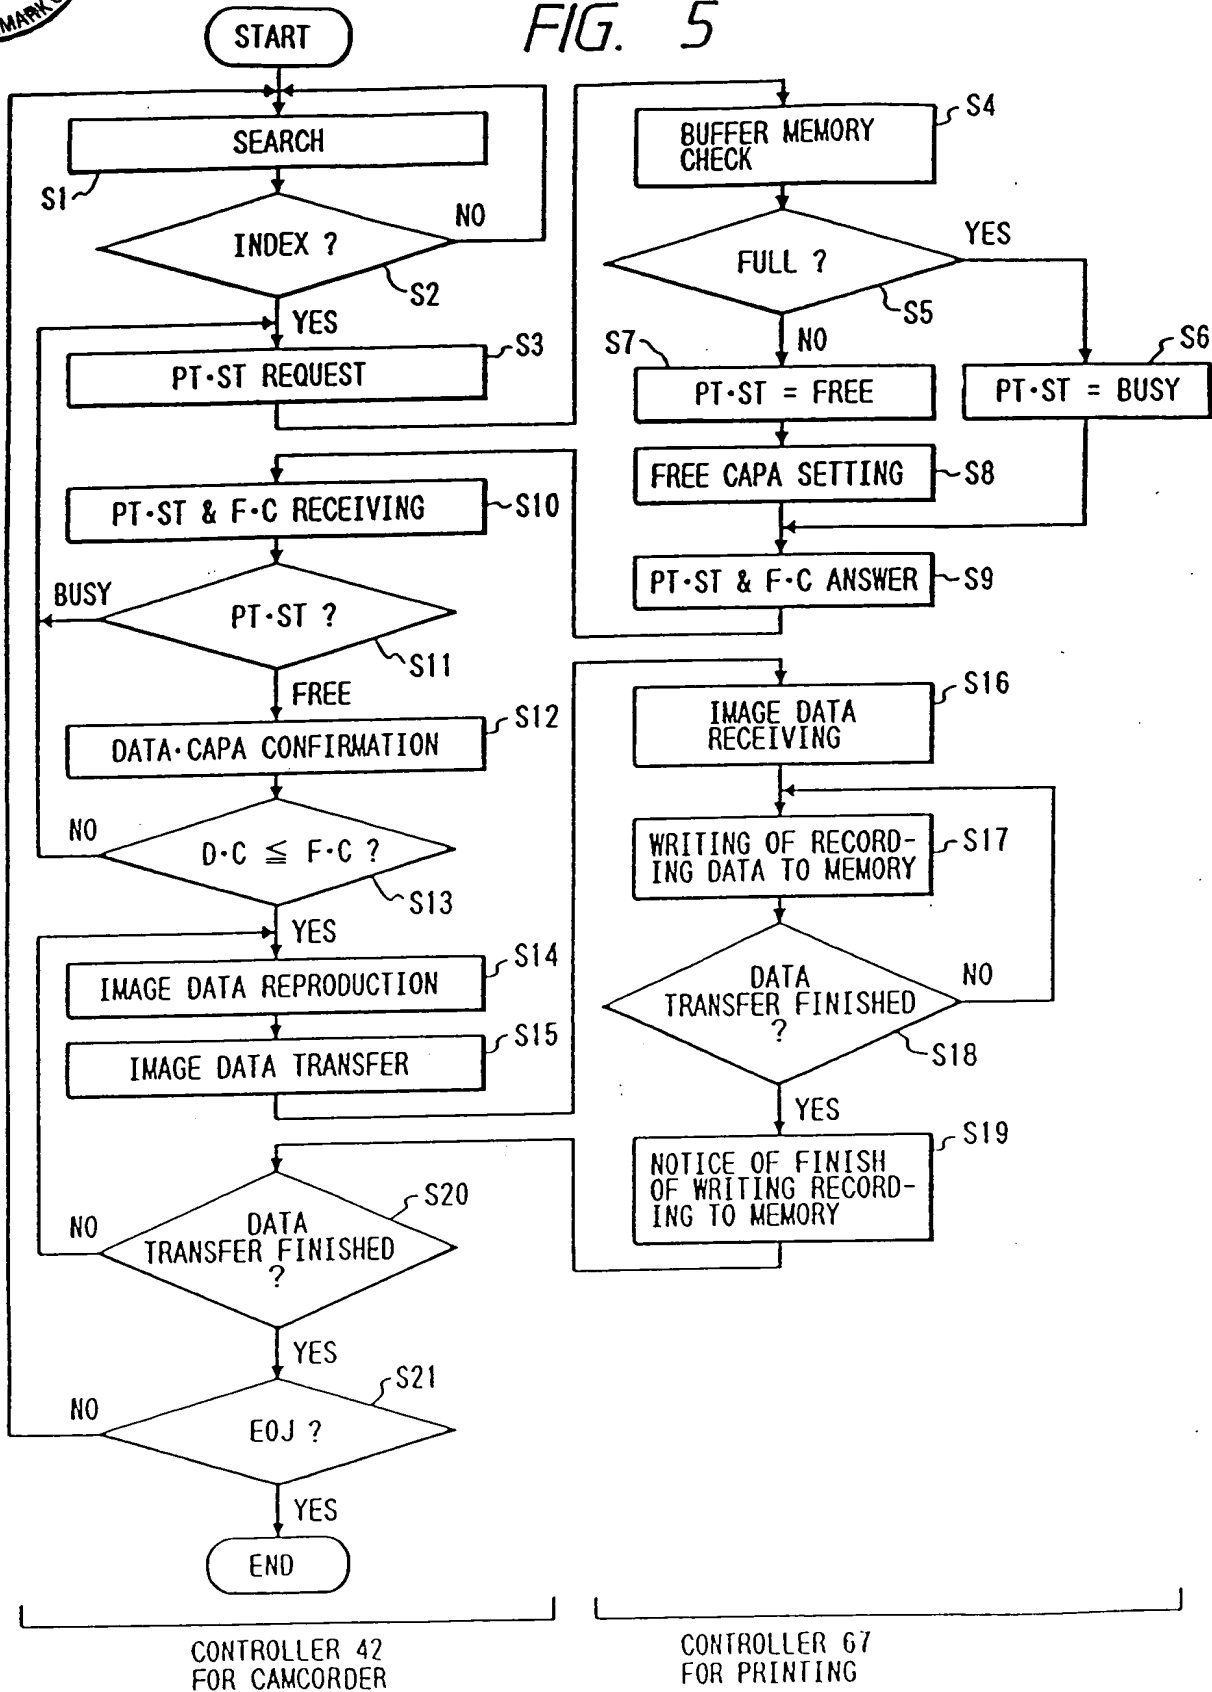 MARK
FIG. 5
START
SEARCH
S1
INDEX ?
NO
S2
YES
PT·ST REQUEST
S3
BUFFER MEMORY
CHECK
S4
FULL ?
YES
S5
NO
S7
PT·ST = FREE
S6
PT·ST = BUSY
FREE CAPA SETTING
S8
PT·ST & F·C ANSWER
S9
PT·ST & F·C RECEIVING
S10
BUSY
PT·ST ?
S11
FREE
DATA·CAPA CONFIRMATION
S12
NO
D·C ≦ F·C ?
S13
YES
IMAGE DATA REPRODUCTION
S14
IMAGE DATA TRANSFER
S15
IMAGE DATA
RECEIVING
S16
WRITING OF RECORD-
ING DATA TO MEMORY
S17
DATA
TRANSFER FINISHED
?
NO
S18
YES
NOTICE OF FINISH
OF WRITING RECORD-
ING TO MEMORY
S19
DATA
TRANSFER FINISHED
?
S20
NO
YES
EOJ ?
S21
NO
YES
END
CONTROLLER 42
FOR CAMCORDER
CONTROLLER 67
FOR PRINTING